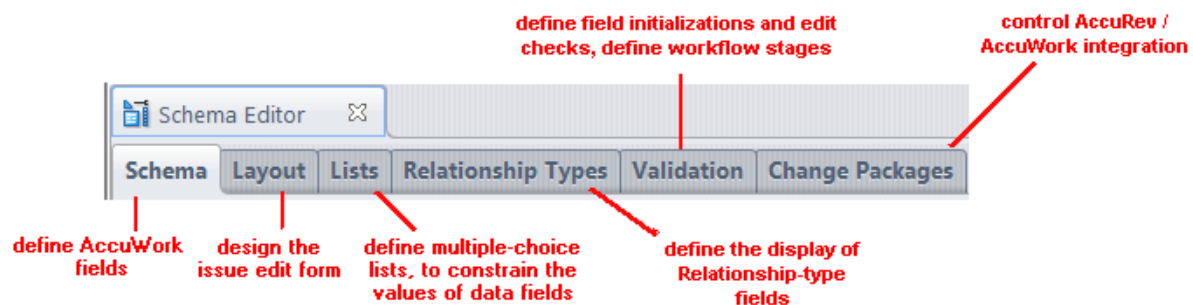 define field initializations and edit
checks, define workflow stages
control AccuRev /
AccuWork integration
Schema Editor
Schema
Layout
Lists
Relationship Types
Validation
Change Packages
define AccuWork
fields
design the
issue edit form
define multiple-choice
lists, to constrain the
values of data fields
define the display of
Relationship-type
fields